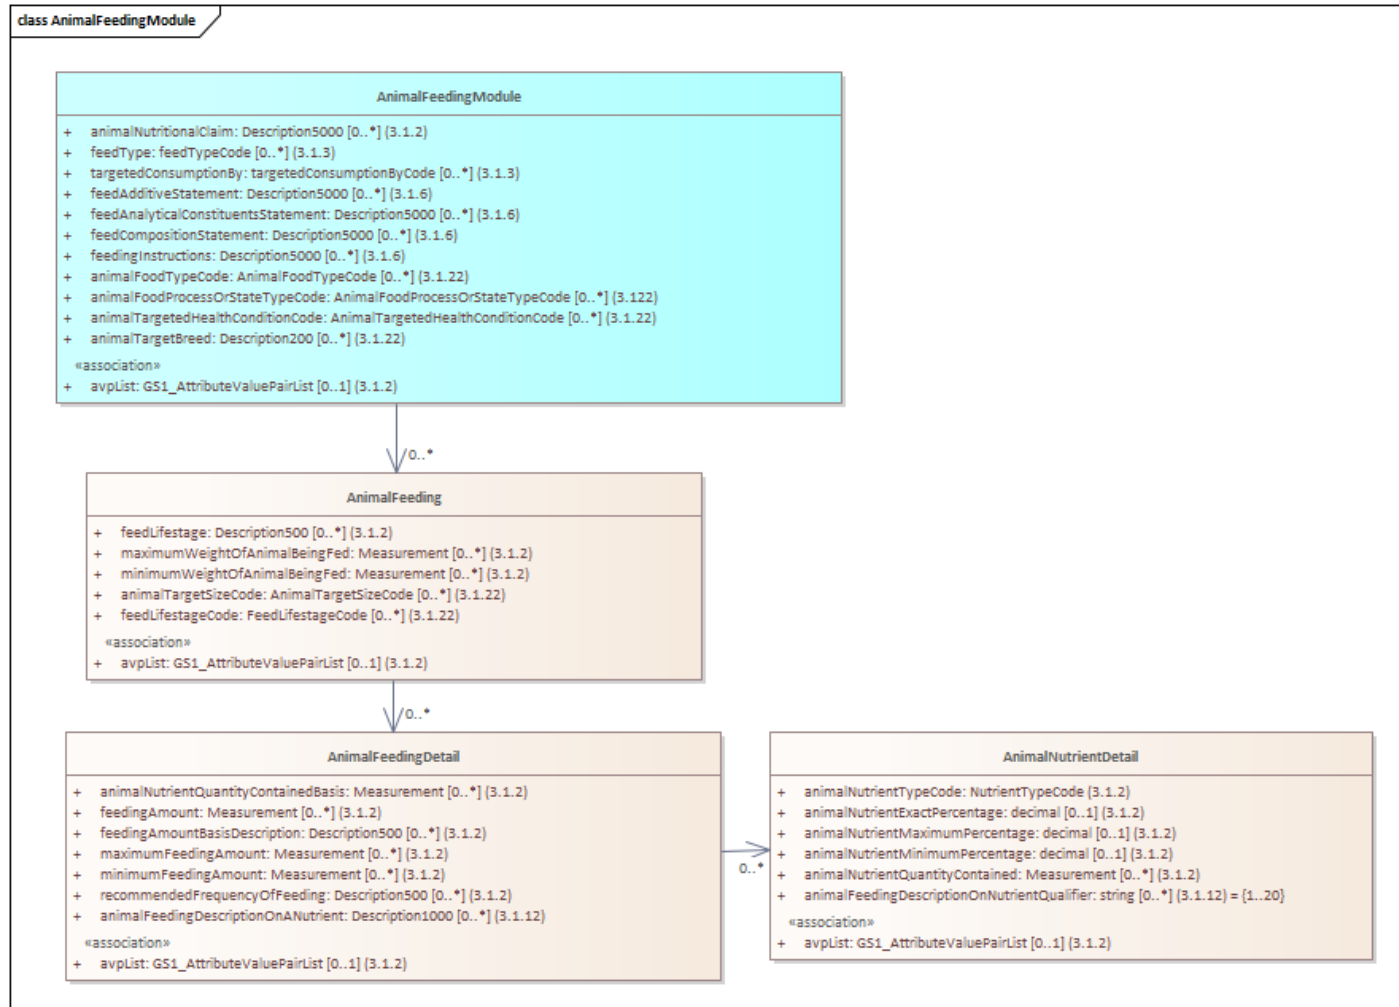 class AnimalFeedingModule
AnimalFeedingModule
+ animalNutritionalClaim: Description5000 [0..*] (3.1.2)
+ feedType: feedTypeCode [0..*] (3.1.3)
+ targetedConsumptionBy: targetedConsumptionByCode [0..*] (3.1.3)
+ feedAdditiveStatement: Description5000 [0..*] (3.1.6)
+ feedAnalyticalConstituentsStatement: Description5000 [0..*] (3.1.6)
+ feedCompositionStatement: Description5000 [0..*] (3.1.6)
+ feedingInstructions: Description5000 [0..*] (3.1.6)
+ animalFoodTypeCode: AnimalFoodTypeCode [0..*] (3.1.22)
+ animalFoodProcessOrStateTypeCode: AnimalFoodProcessOrStateTypeCode [0..*] (3.122)
+ animalTargetedHealthConditionCode: AnimalTargetedHealthConditionCode [0..*] (3.1.22)
+ animalTargetBreed: Description200 [0..*] (3.1.22)
«association»
+ avpList: GS1_AttributeValuePairList [0..1] (3.1.2)
0..*
AnimalFeeding
+ feedLifestage: Description500 [0..*] (3.1.2)
+ maximumWeightOfAnimalBeingFed: Measurement [0..*] (3.1.2)
+ minimumWeightOfAnimalBeingFed: Measurement [0..*] (3.1.2)
+ animalTargetSizeCode: AnimalTargetSizeCode [0..*] (3.1.22)
+ feedLifestageCode: FeedLifestageCode [0..*] (3.1.22)
«association»
+ avpList: GS1_AttributeValuePairList [0..1] (3.1.2)
0..*
AnimalFeedingDetail
+ animalNutrientQuantityContainedBasis: Measurement [0..*] (3.1.2)
+ feedingAmount: Measurement [0..*] (3.1.2)
+ feedingAmountBasisDescription: Description500 [0..*] (3.1.2)
+ maximumFeedingAmount: Measurement [0..*] (3.1.2)
+ minimumFeedingAmount: Measurement [0..*] (3.1.2)
+ recommendedFrequencyOfFeeding: Description500 [0..*] (3.1.2)
+ animalFeedingDescriptionOnANutrient: Description1000 [0..*] (3.1.12)
«association»
+ avpList: GS1_AttributeValuePairList [0..1] (3.1.2)
0..*
AnimalNutrientDetail
+ animalNutrientTypeCode: NutrientTypeCode (3.1.2)
+ animalNutrientExactPercentage: decimal [0..1] (3.1.2)
+ animalNutrientMaximumPercentage: decimal [0..1] (3.1.2)
+ animalNutrientMinimumPercentage: decimal [0..1] (3.1.2)
+ animalNutrientQuantityContained: Measurement [0..*] (3.1.2)
+ animalFeedingDescriptionOnNutrientQualifier: string [0..*] (3.1.12) = {1..20}
«association»
+ avpList: GS1_AttributeValuePairList [0..1] (3.1.2)